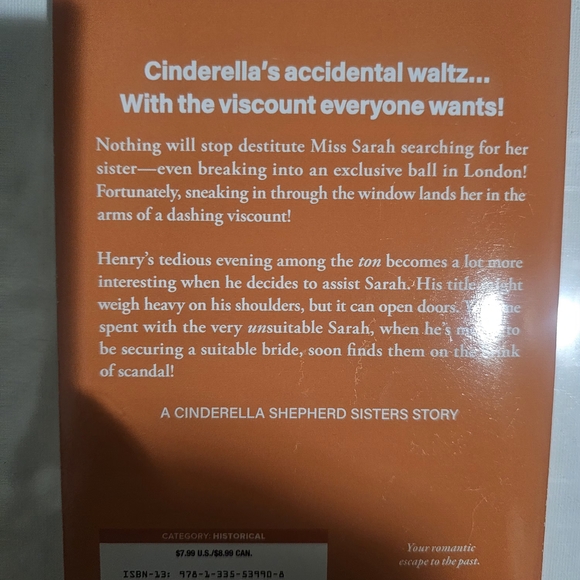 Cinderella's accidental waltz...
With the viscount everyone wants!
Nothing will stop destitute Miss Sarah searching for her
sister—even breaking into an exclusive ball in London!
Fortunately, sneaking in through the window lands her in the
arms of a dashing viscount!
Henry's tedious evening among the ton becomes a lot more
interesting when he decides to assist Sarah. His title might
weigh heavy on his shoulders, but it can open doors.
spent with the very unsuitable Sarah, when he's to
be securing a suitable bride, soon finds them on the brink
of scandal!
A CINDERELLA SHEPHERD SISTERS STORY
CATEGORY: HISTORICAL
$7.99 U.S./$8.99 CAN.
ISBN-13: 978-1-335-53990-8
Your romantic
escape to the past.